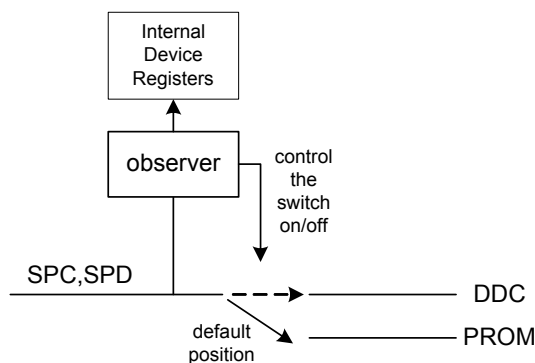 Internal
Device
Registers
observer
control
the
switch
on/off
SPC,SPD
DDC
default
position
PROM